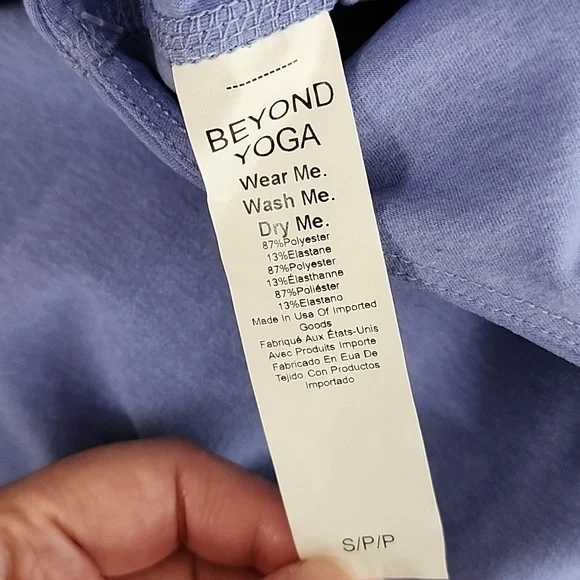 BEYOND
YOGA
Wear Me.
Wash Me.
Dry Me.
87%Polyester
13%Elastane
87%Polyester
13%Élasthanne
87%Poliéster
13%Elastano
Made In Usa Of Imported
Goods
Fabriqué Aux États-Unis
Avec Produits Importe
Fabricado En Eua De
Tejido Con Productos
Importado
S/P/P